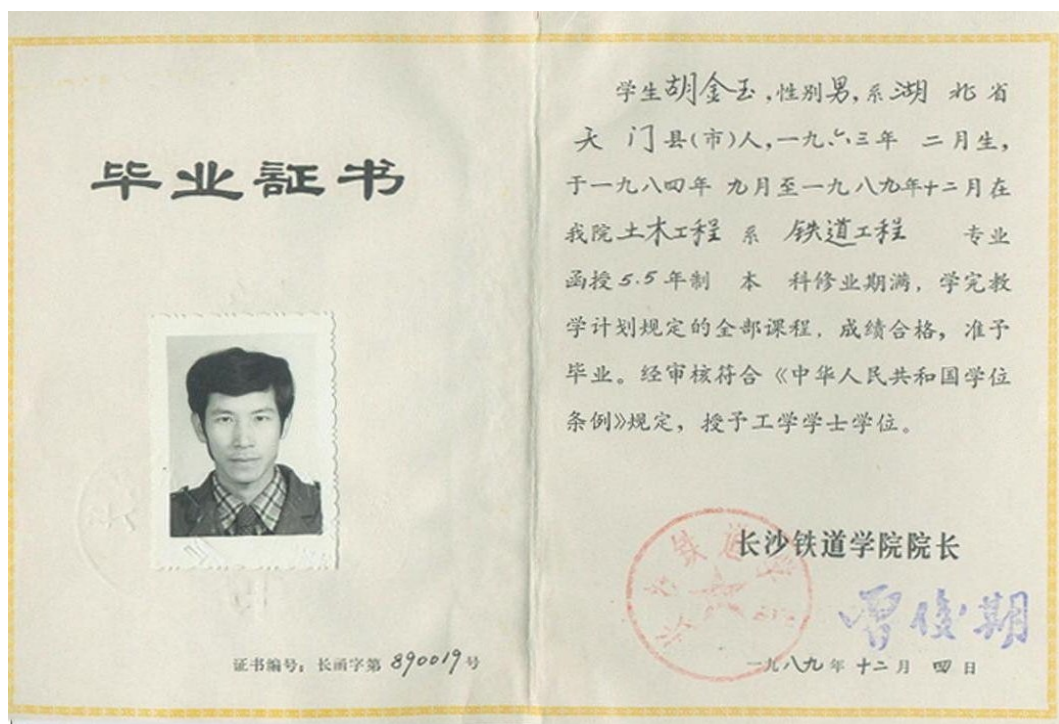 毕业証书
证书编号：长函字第 890019 号
学生胡金玉，性别男，系湖北省
天门县(市)人，一九六三年 二月生，
于一九八四年 九月至一九八九年十二月在
我院土木工程 系 铁道工程 专业
函授5.5年制 本 科修业期满，学完教
学计划规定的全部课程，成绩合格，准予
毕业。经审核符合《中华人民共和国学位
条例》规定，授予工学学士学位。
长沙铁道学院院长
曾俊期
一九八九年 十二月 四日